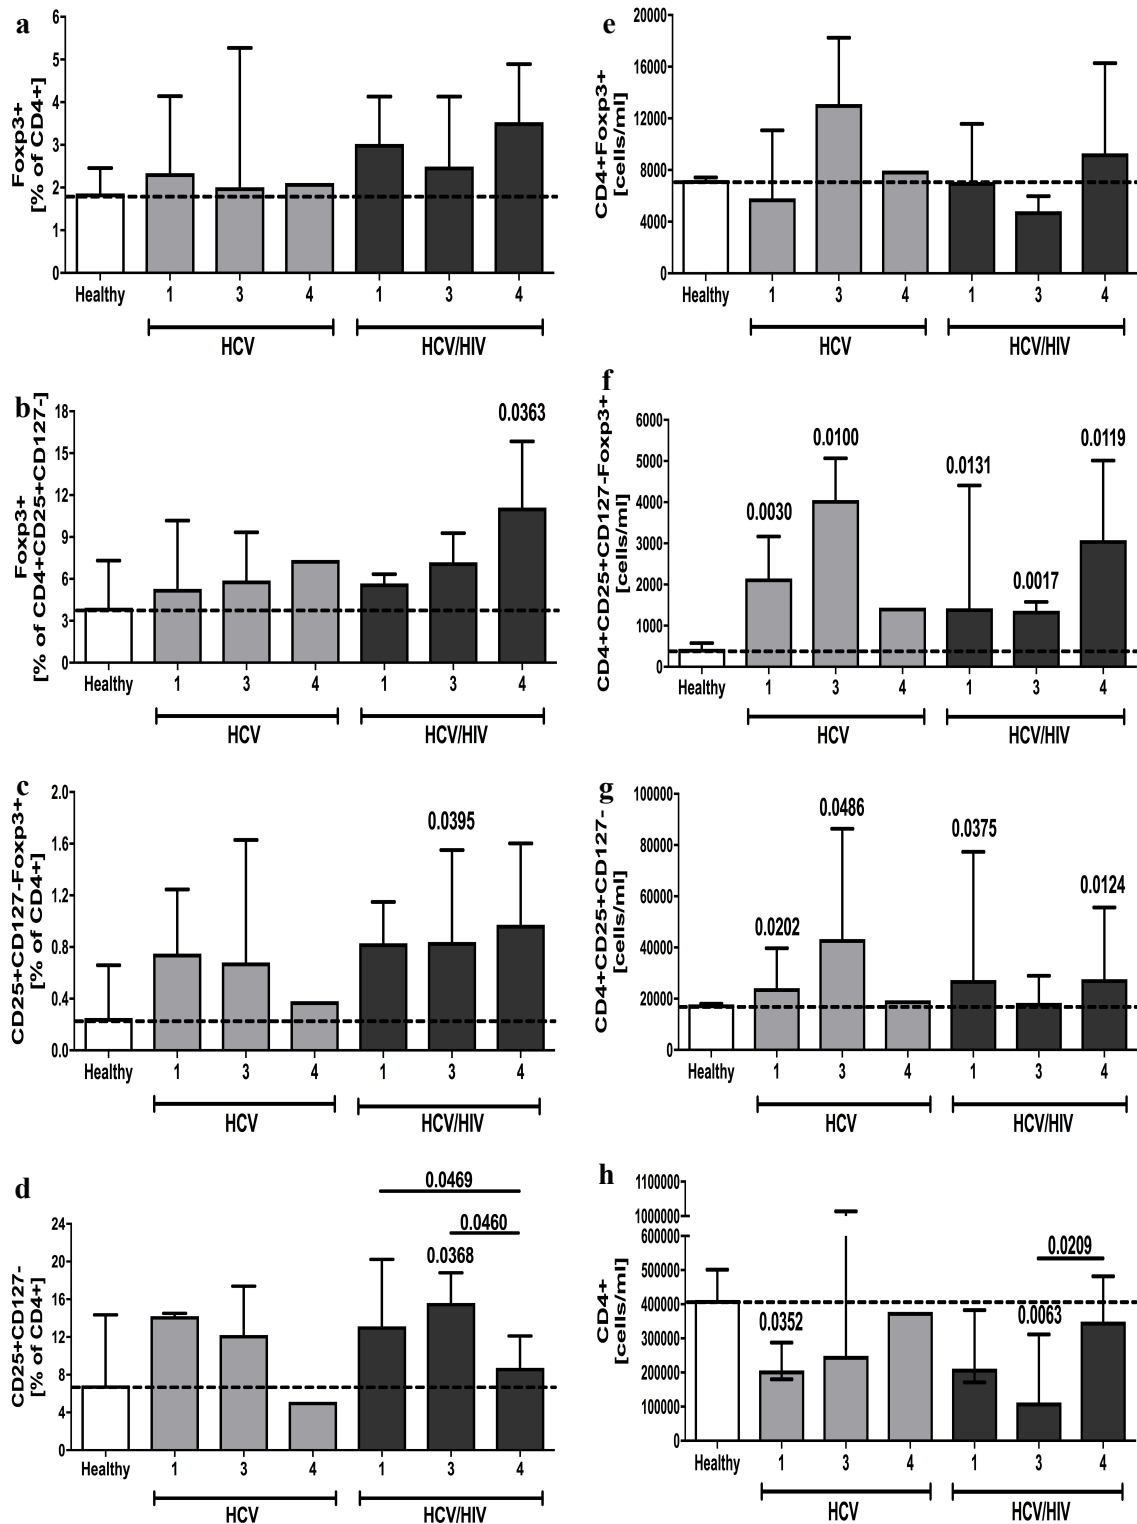 a
Foxp3+
[% of CD4+]
6
5
4
3
2
1
0
Healthy 1 3 4 1 3 4
HCV HCV/HIV
e
CD4+Foxp3+
[cells/ml]
20000
16000
12000
8000
4000
0
Healthy 1 3 4 1 3 4
HCV HCV/HIV
b
Foxp3+
[% of CD4+CD25+CD127-]
18
15
12
9
6
3
0
0.0363
Healthy 1 3 4 1 3 4
HCV HCV/HIV
f
CD4+CD25+CD127-Foxp3+
[cells/ml]
6000
5000
4000
3000
2000
1000
0
0.0030 0.0100 0.0131 0.0017 0.0119
Healthy 1 3 4 1 3 4
HCV HCV/HIV
c
CD25+CD127-Foxp3+
[% of CD4+]
2.0
1.6
1.2
0.8
0.4
0.0
0.0395
Healthy 1 3 4 1 3 4
HCV HCV/HIV
g
CD4+CD25+CD127-
[cells/ml]
100000
80000
60000
40000
20000
0
0.0202 0.0486 0.0375 0.0124
Healthy 1 3 4 1 3 4
HCV HCV/HIV
d
CD25+CD127-
[% of CD4+]
24
20
16
12
8
4
0
0.0469
0.0460
0.0368
Healthy 1 3 4 1 3 4
HCV HCV/HIV
h
CD4+
[cells/ml]
1100000
1000000
600000
500000
400000
300000
200000
100000
0
0.0209
0.0352 0.0063
Healthy 1 3 4 1 3 4
HCV HCV/HIV